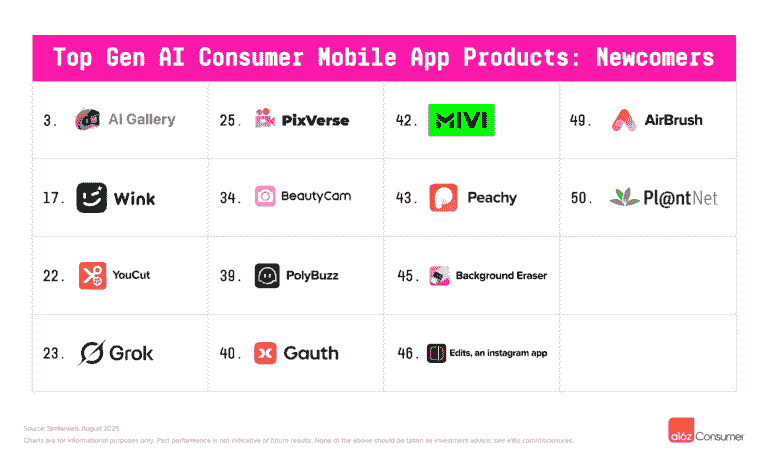 Top Gen AI Consumer Mobile App Products: Newcomers
3. AI Gallery
25. PixVerse
42. MIVI
49. AirBrush
17. Wink
34. BeautyCam
43. Peachy
50. Pl@ntNet
22. YouCut
39. PolyBuzz
45. Background Eraser
23. Grok
40. Gauth
46. Edits, an instagram app
Source: Similarweb, August 2025
Charts are for informational purposes only. Past performance is not indicative of future results. None of the above should be taken as investment advice; see a16z.com/disclosures.
a16z Consumer